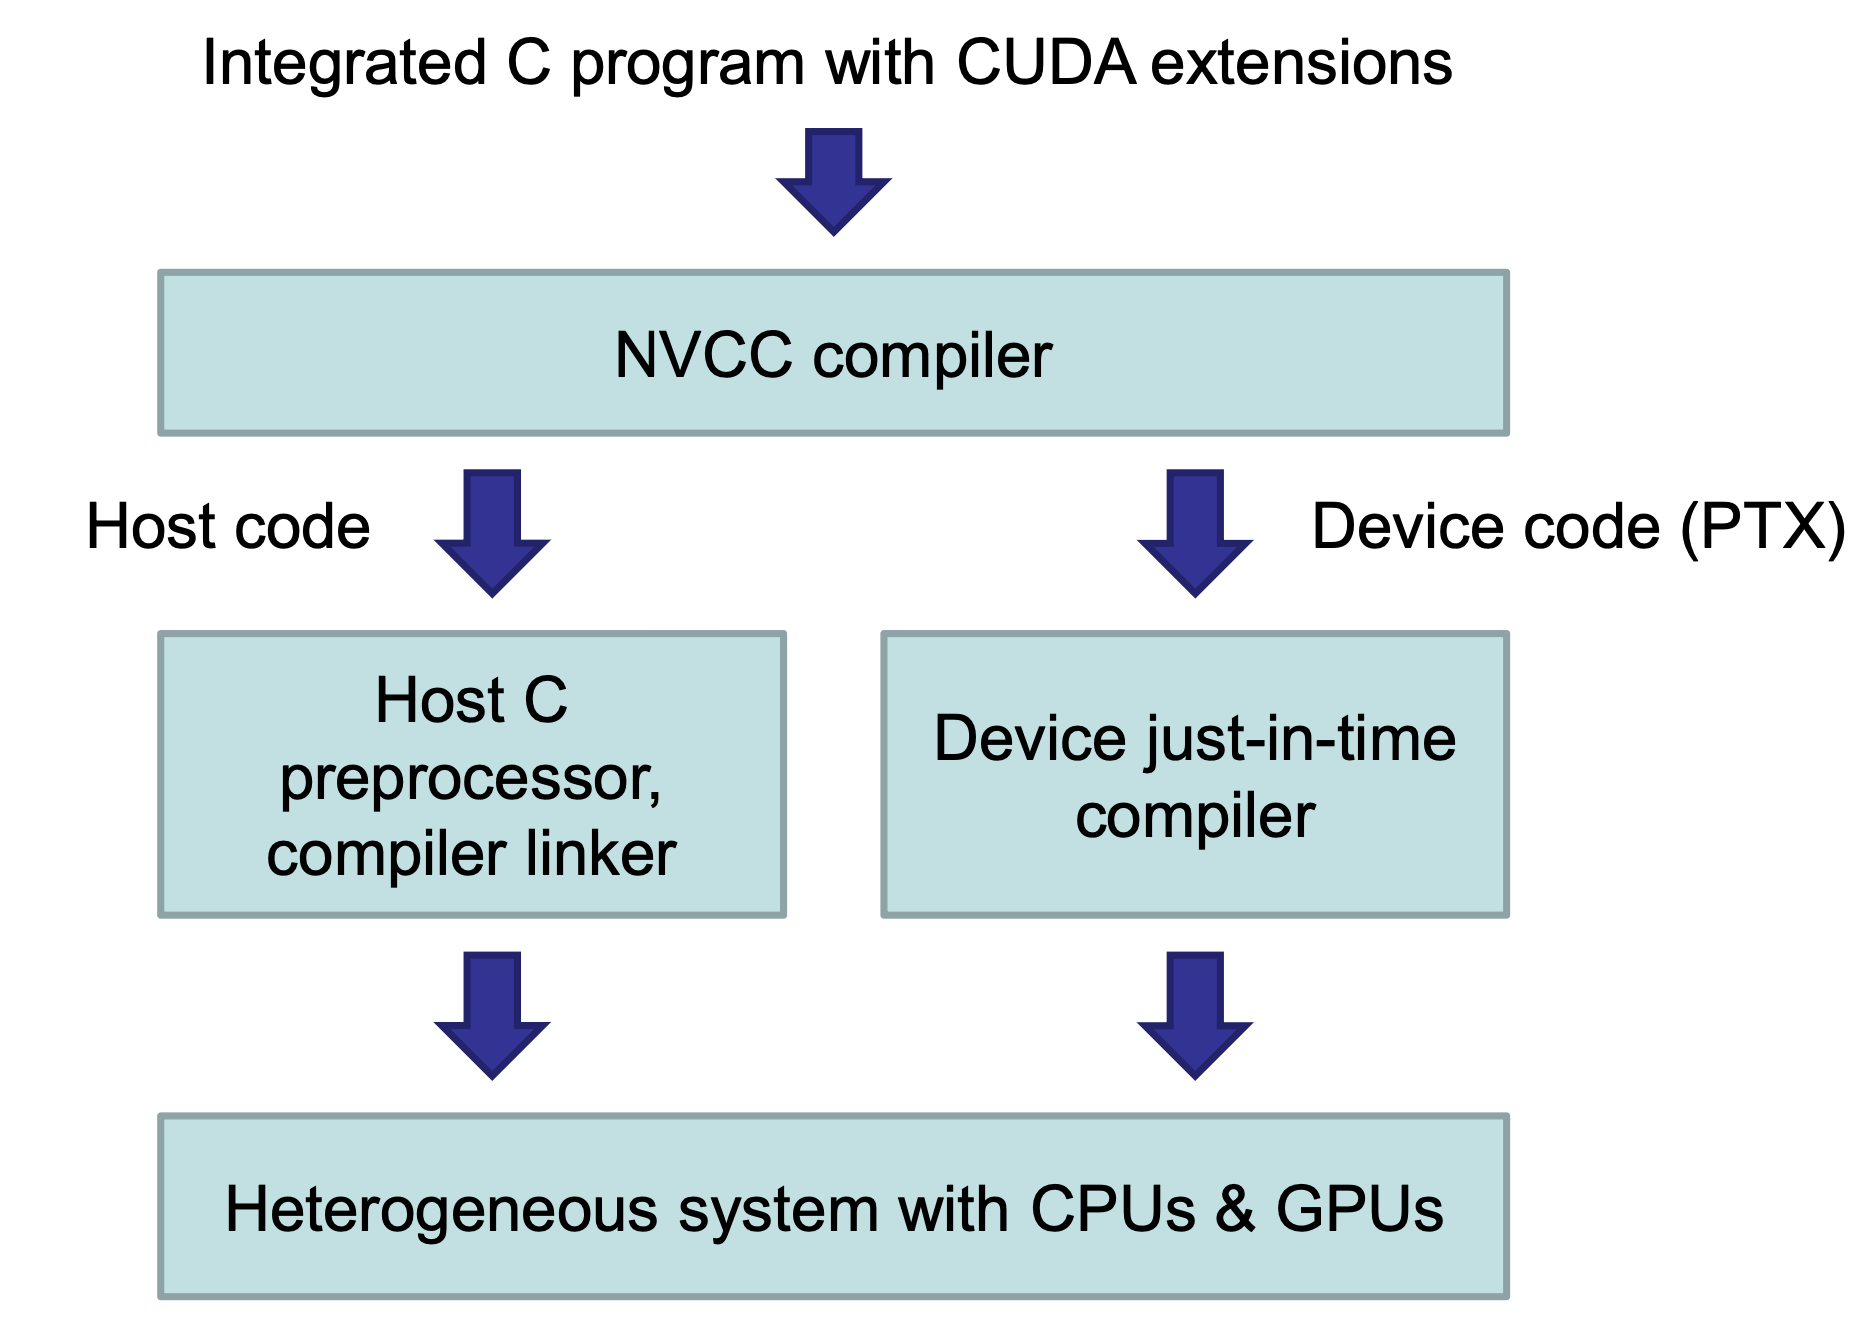 Integrated C program with CUDA extensions
NVCC compiler
Host code
Device code (PTX)
Host C
preprocessor,
compiler linker
Device just-in-time
compiler
Heterogeneous system with CPUs & GPUs